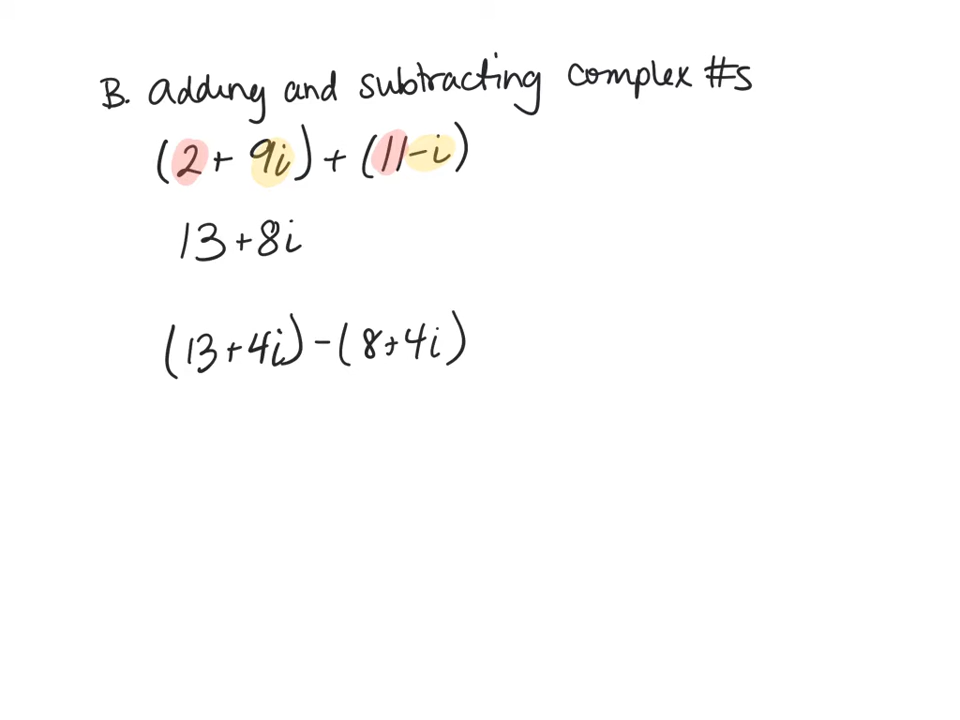 B. Adding and subtracting complex #s
(2 + 9i) + (11 - i)
13 + 8i
(13 + 4i) - (8 + 4i)